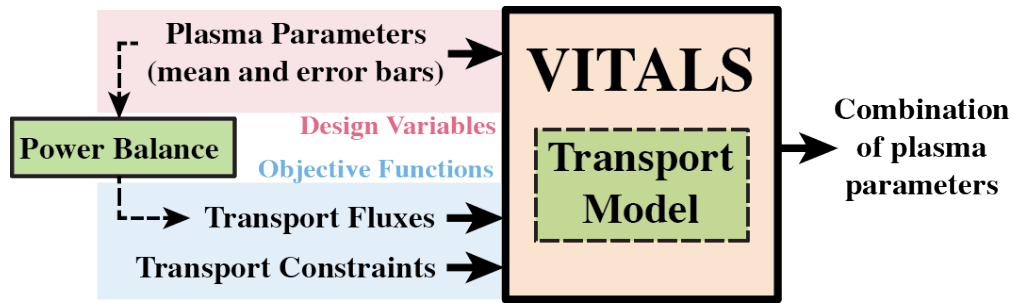 Plasma Parameters
(mean and error bars)
Design Variables
Power Balance
Objective Functions
Transport Fluxes
Transport Constraints
VITALS
Transport
Model
Combination
of plasma
parameters